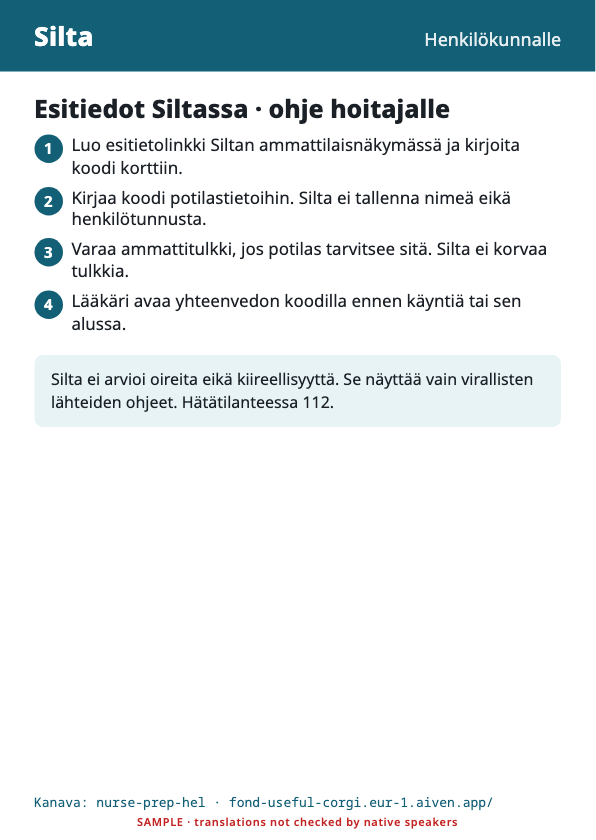 Silta
Henkilökunnalle
Esitiedot Siltassa · ohje hoitajalle
1 Luo esitietolinkki Siltan ammattilaisnäkymässä ja kirjoita
koodi korttiin.
2 Kirjaa koodi potilastietoihin. Silta ei tallenna nimeä eikä
henkilötunnusta.
3 Varaa ammattitulkki, jos potilas tarvitsee sitä. Silta ei korvaa
tulkkia.
4 Lääkäri avaa yhteenvedon koodilla ennen käyntiä tai sen
alussa.
Silta ei arvioi oireita eikä kiireellisyyttä. Se näyttää vain virallisten
lähteiden ohjeet. Hätätilanteessa 112.
Kanava: nurse-prep-hel · fond-useful-corgi.eur-1.aiven.app/
SAMPLE · translations not checked by native speakers